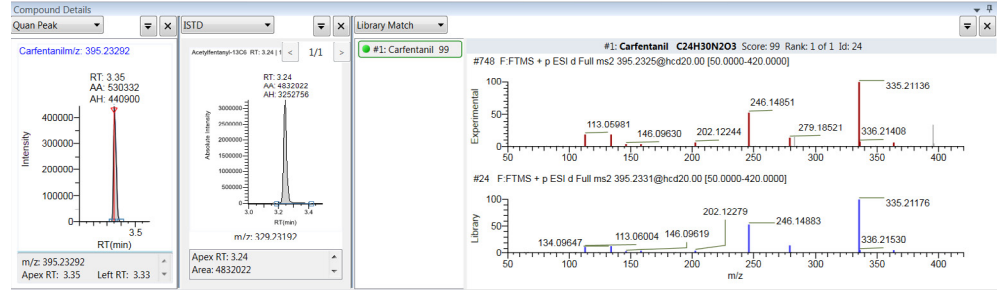 Compound Details
Quan Peak
ISTD
Library Match
Carfentanilm/z: 395.23292
RT: 3.35
AA: 530332
AH: 440900
400000
300000
200000
100000
0
Intensity
3.5
RT(min)
m/z: 395.23292
Apex RT: 3.35 Left RT: 3.33
Acetylfentanyl-13C6 RT: 3.24 | 1
< 1/1 >
RT: 3.24
AA: 4832022
AH: 3252756
3000000
2500000
2000000
1500000
1000000
500000
0
Absolute Intensity
3.0 3.2 3.4
RT(min)
m/z: 329.23192
Apex RT: 3.24
Area: 4832022
#1: Carfentanil 99
#1: Carfentanil C24H30N2O3 Score: 99 Rank: 1 of 1 Id: 24
#748 F:FTMS + p ESI d Full ms2 395.2325@hcd20.00 [50.0000-420.0000]
Experimental
100
50
0
113.05981
146.09630
202.12244
246.14851
279.18521
335.21136
336.21408
50 100 150 200 250 300 350 400
#24 F:FTMS + p ESI d Full ms2 395.2331@hcd20.00 [50.0000-420.0000]
Library
100
50
0
134.09647
113.06004
146.09619
202.12279
246.14883
335.21176
336.21530
50 100 150 200 250 300 350 400
m/z